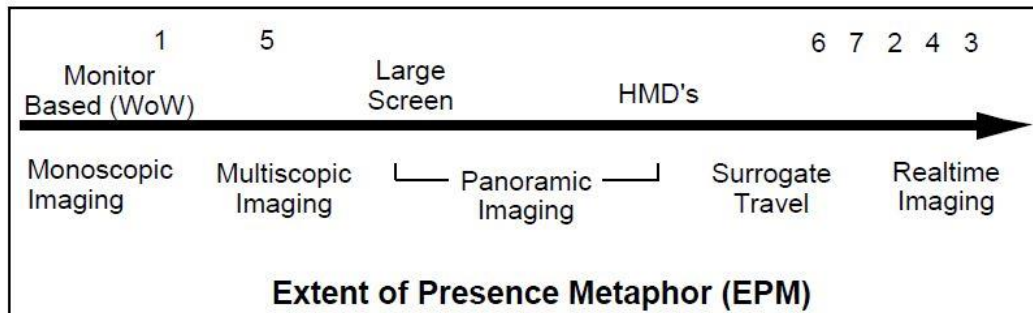 1 5 6 7 2 4 3
Monitor
Based (WoW)
Large
Screen
HMD's
Monoscopic
Imaging
Multiscopic
Imaging
Panoramic
Imaging
Surrogate
Travel
Realtime
Imaging
Extent of Presence Metaphor (EPM)